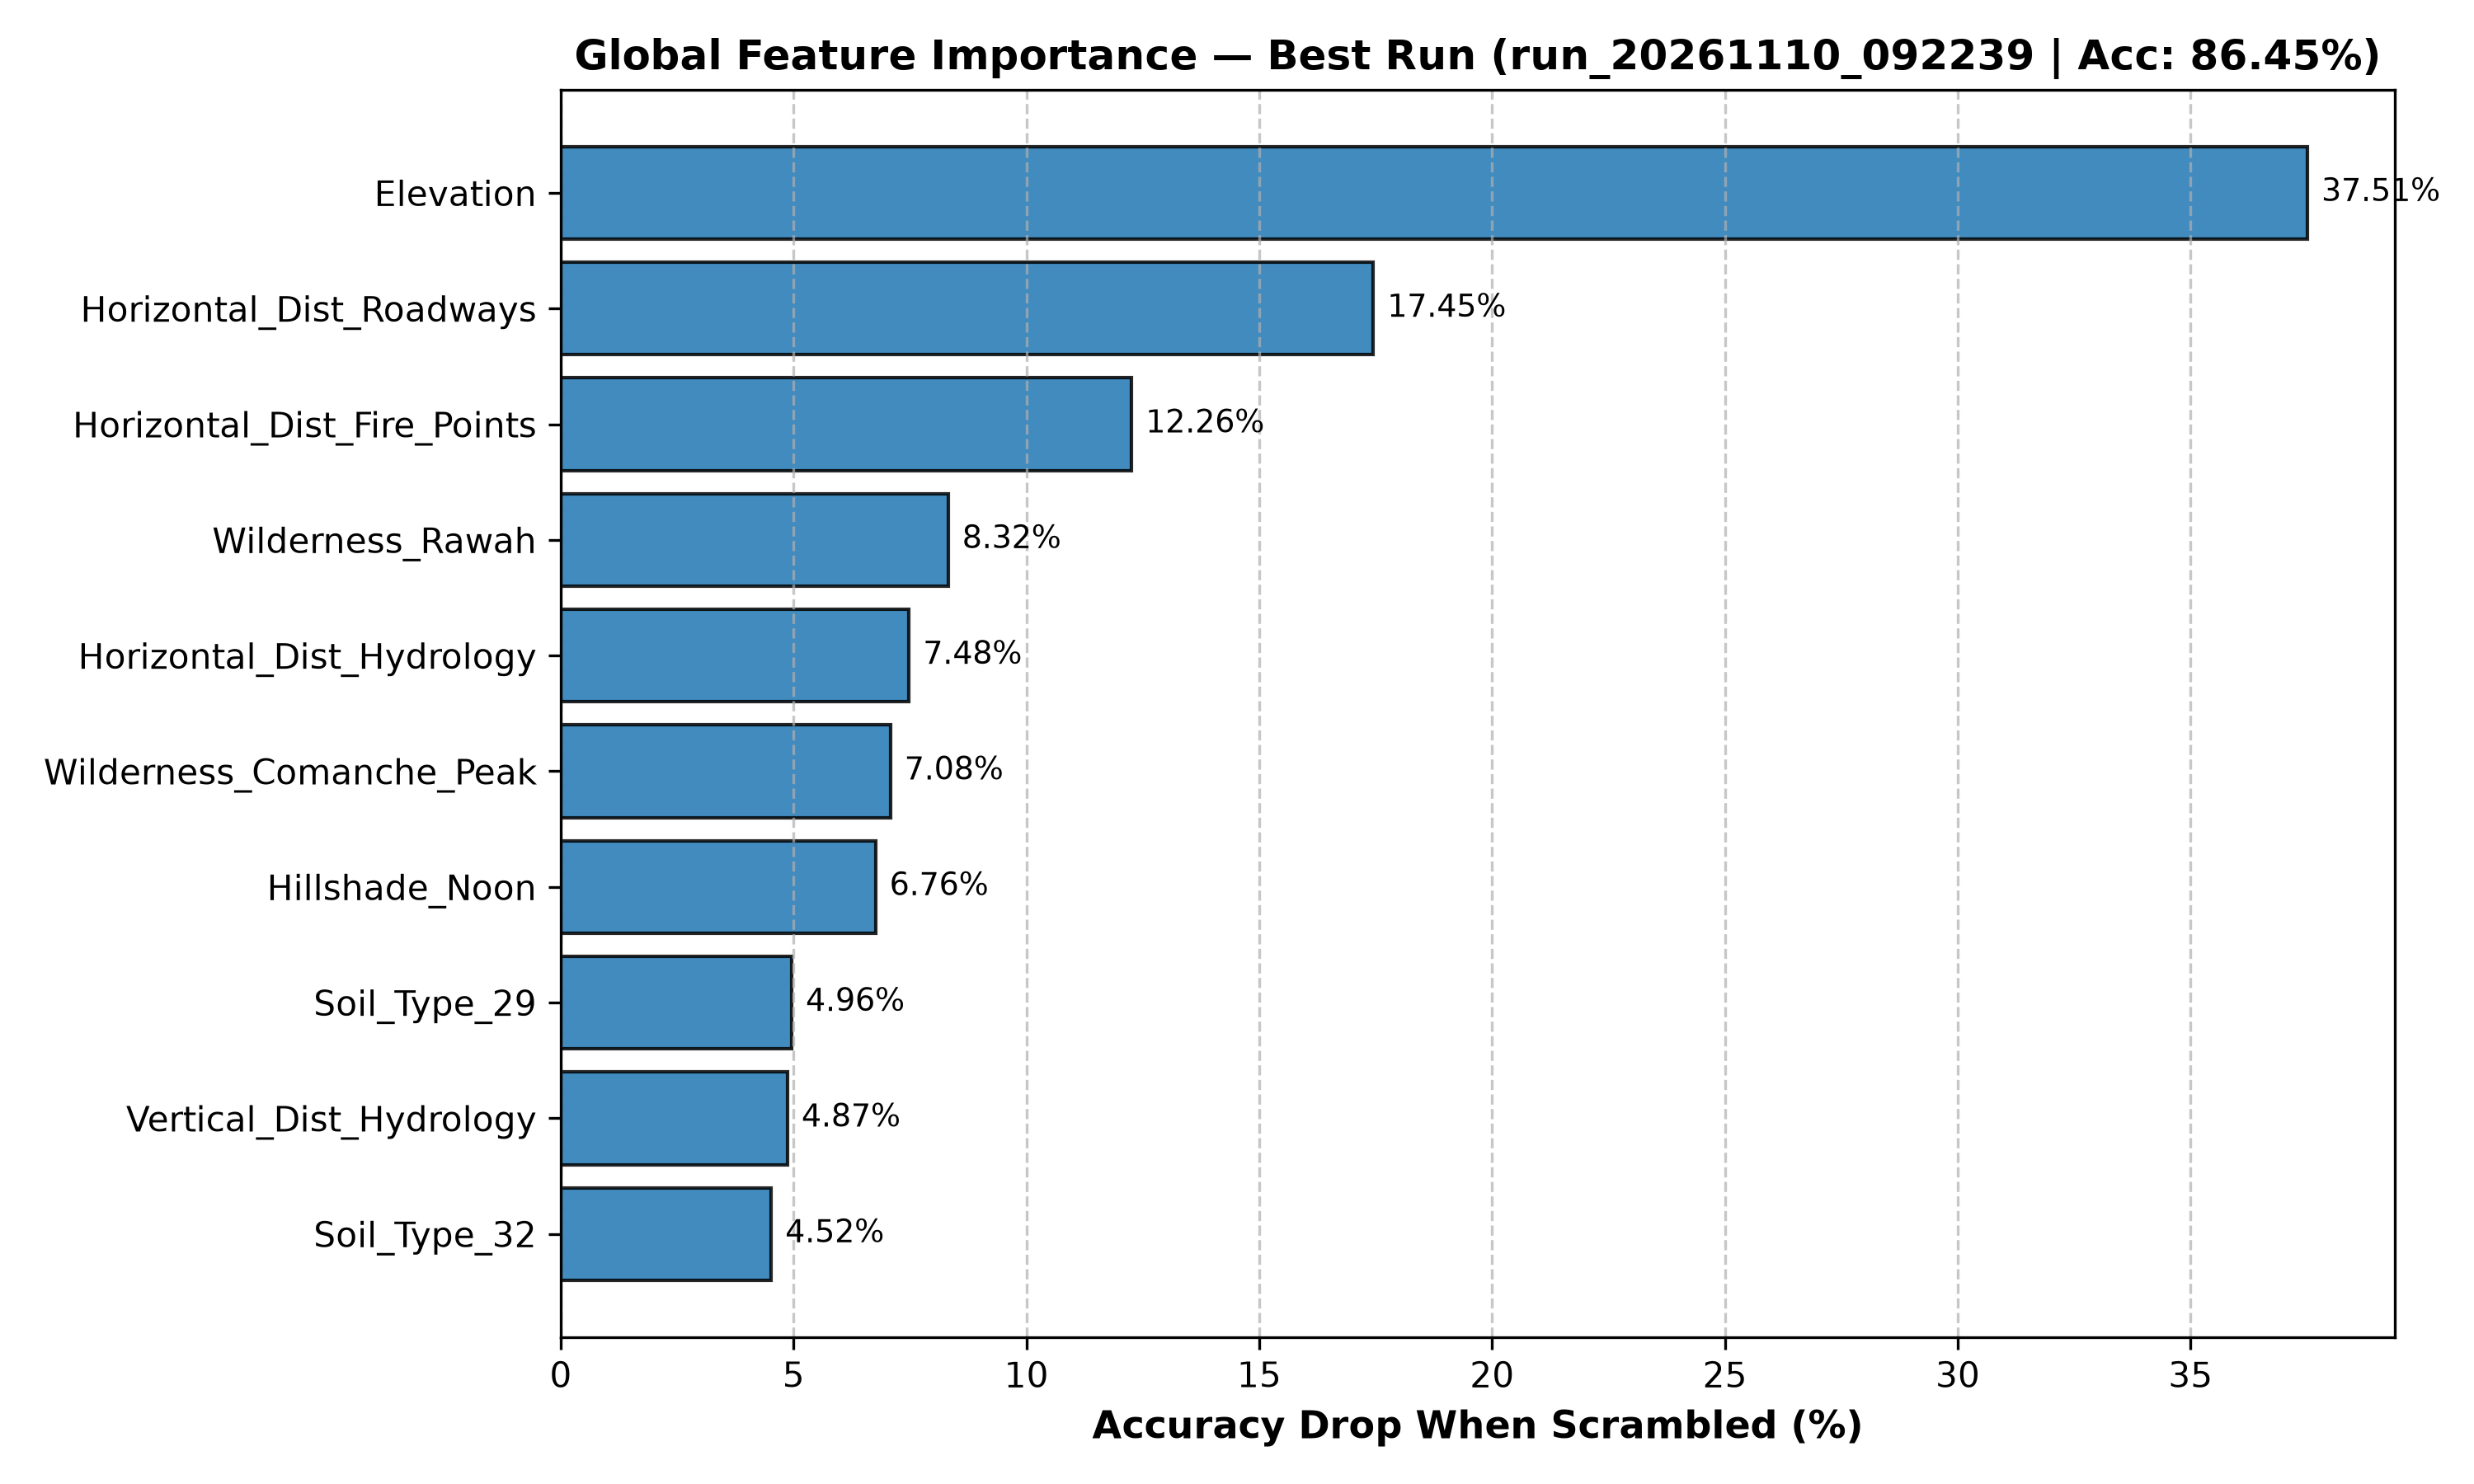 Global Feature Importance — Best Run (run_20261110_092239 | Acc: 86.45%)
Elevation 37.51%
Horizontal_Dist_Roadways 17.45%
Horizontal_Dist_Fire_Points 12.26%
Wilderness_Rawah 8.32%
Horizontal_Dist_Hydrology 7.48%
Wilderness_Comanche_Peak 7.08%
Hillshade_Noon 6.76%
Soil_Type_29 4.96%
Vertical_Dist_Hydrology 4.87%
Soil_Type_32 4.52%
0 5 10 15 20 25 30 35
Accuracy Drop When Scrambled (%)